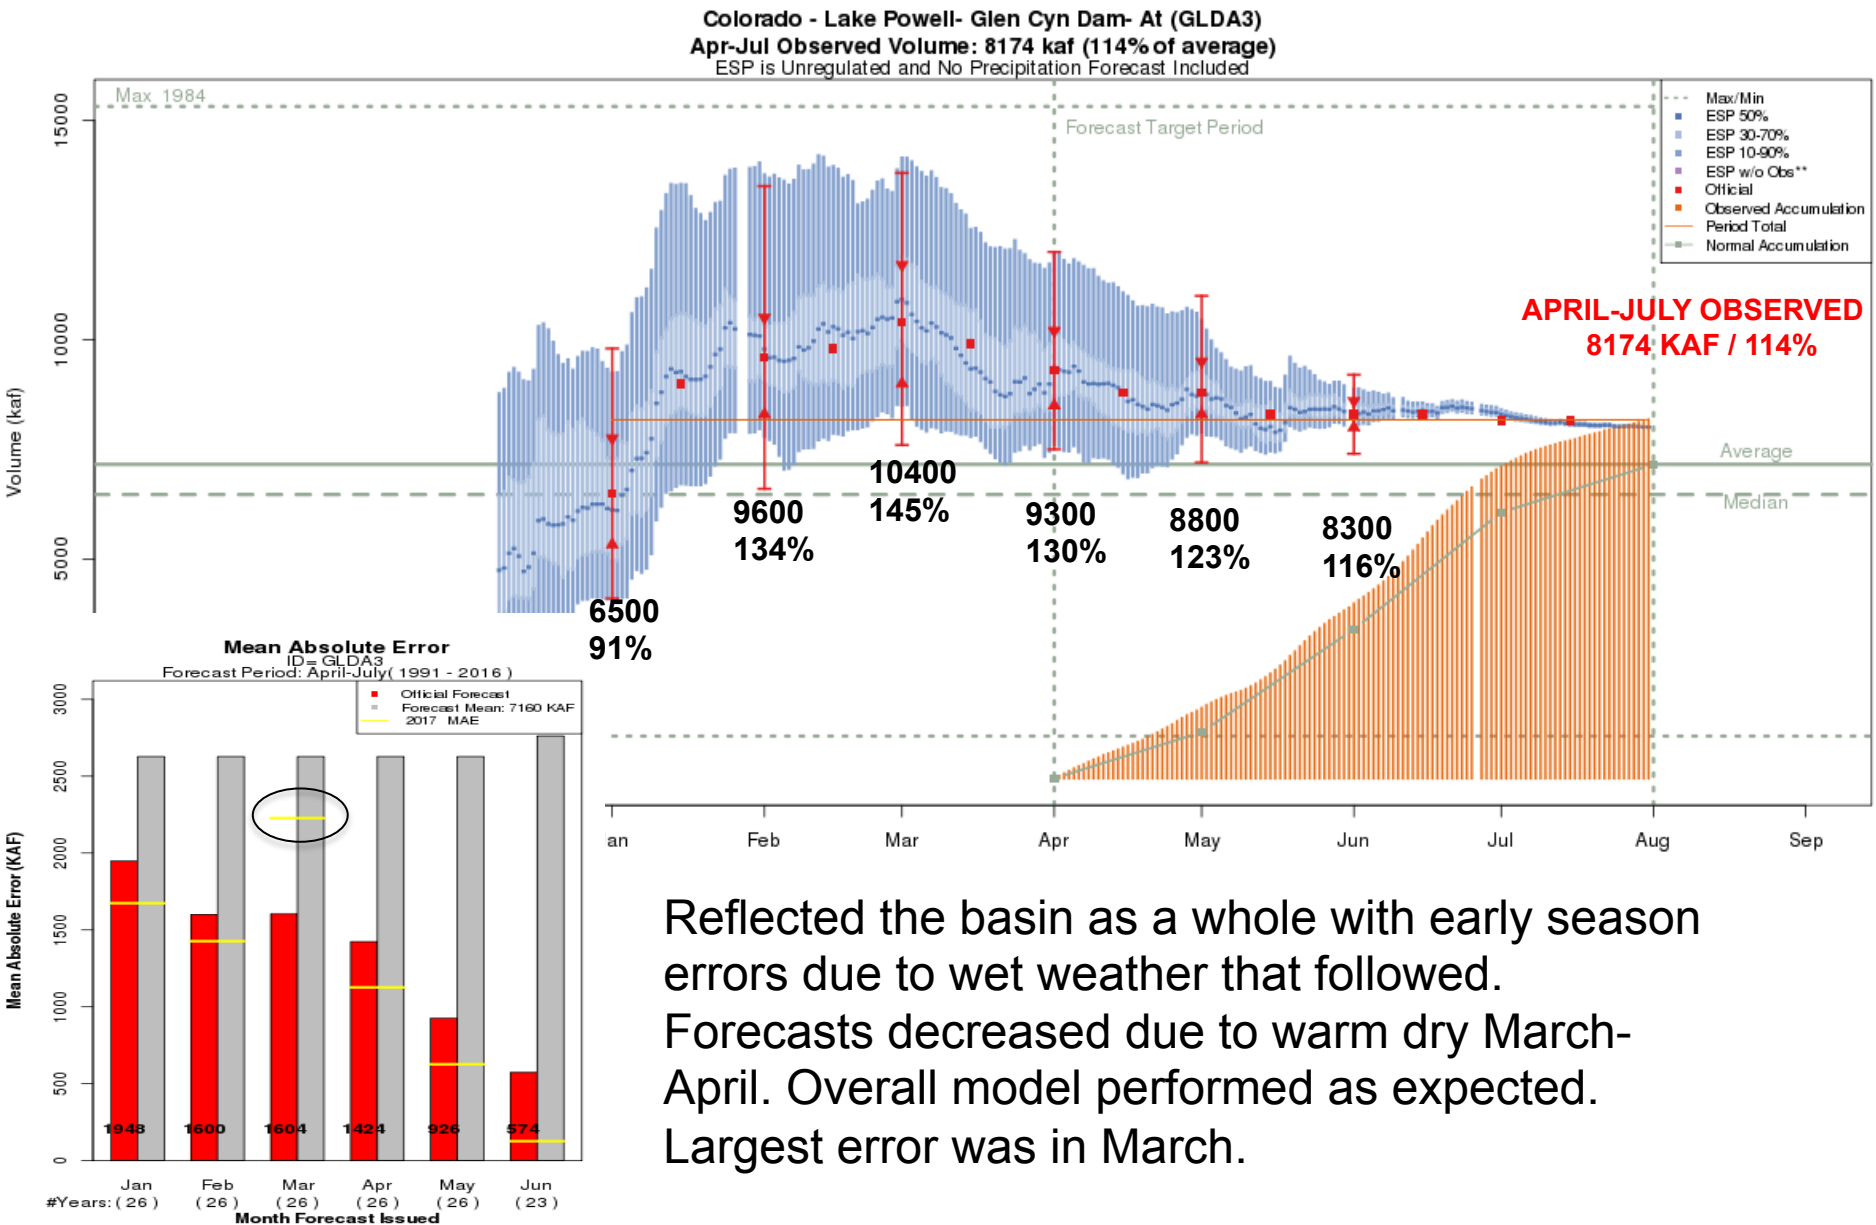 Colorado - Lake Powell- Glen Cyn Dam- At (GLDA3)
Apr-Jul Observed Volume: 8174 kaf (114% of average)
ESP is Unregulated and No Precipitation Forecast Included
Max 1984
Forecast Target Period
Max/Min
ESP 50%
ESP 30-70%
ESP 10-90%
ESP w/o Obs**
Official
Observed Accumulation
Period Total
Normal Accumulation
APRIL-JULY OBSERVED
8174 KAF / 114%
Volume (kaf)
15000
10000
5000
Average
Median
6500
91%
9600
134%
10400
145%
9300
130%
8800
123%
8300
116%
an Feb Mar Apr May Jun Jul Aug Sep
Mean Absolute Error
ID= GLDA3
Forecast Period: April-July( 1991 - 2016 )
Official Forecast
Forecast Mean: 7160 KAF
2017 MAE
Mean Absolute Error (KAF)
3000
2500
2000
1500
1000
500
0
1948 1600 1604 1424 926 574
Jan Feb Mar Apr May Jun
#Years: ( 26 ) ( 26 ) ( 26 ) ( 26 ) ( 26 ) ( 23 )
Month Forecast Issued
Reflected the basin as a whole with early season
errors due to wet weather that followed.
Forecasts decreased due to warm dry March-
April. Overall model performed as expected.
Largest error was in March.